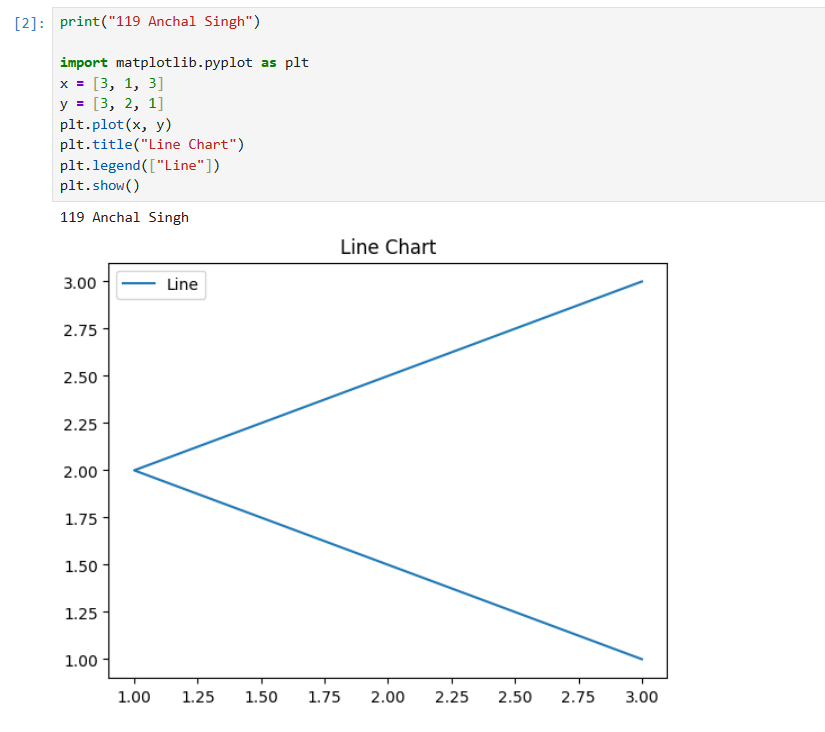 [2]: print("119 Anchal Singh")
import matplotlib.pyplot as plt
x = [3, 1, 3]
y = [3, 2, 1]
plt.plot(x, y)
plt.title("Line Chart")
plt.legend(["Line"])
plt.show()
119 Anchal Singh
Line Chart
Line
3.00
2.75
2.50
2.25
2.00
1.75
1.50
1.25
1.00
1.00 1.25 1.50 1.75 2.00 2.25 2.50 2.75 3.00